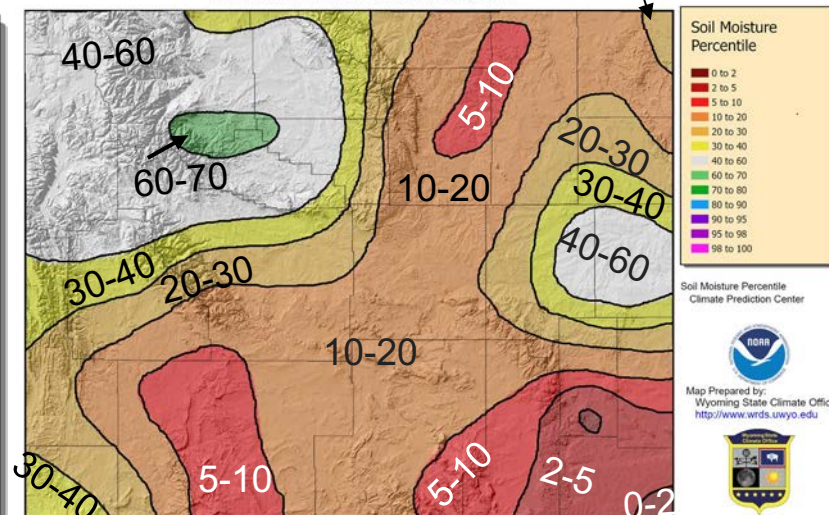 40-60
5-10
60-70
10-20
20-30
30-40
40-60
30-40
20-30
10-20
30-40
5-10
5-10
2-5
0-2
Soil Moisture
Percentile
0 to 2
2 to 5
5 to 10
10 to 20
20 to 30
30 to 40
40 to 60
60 to 70
70 to 80
80 to 90
90 to 95
95 to 98
98 to 100
Soil Moisture Percentile
Climate Prediction Center
NOAA
Map Prepared by:
Wyoming State Climate Offic
http://www.wrds.uwyo.edu
Wyoming State
Climate Office